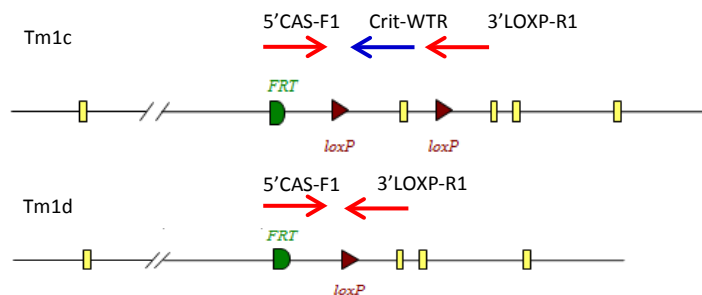 5'CAS-F1 Crit-WTR 3'LOXP-R1
Tm1c
FRT
loxP loxP
5'CAS-F1 3'LOXP-R1
Tm1d
FRT
loxP